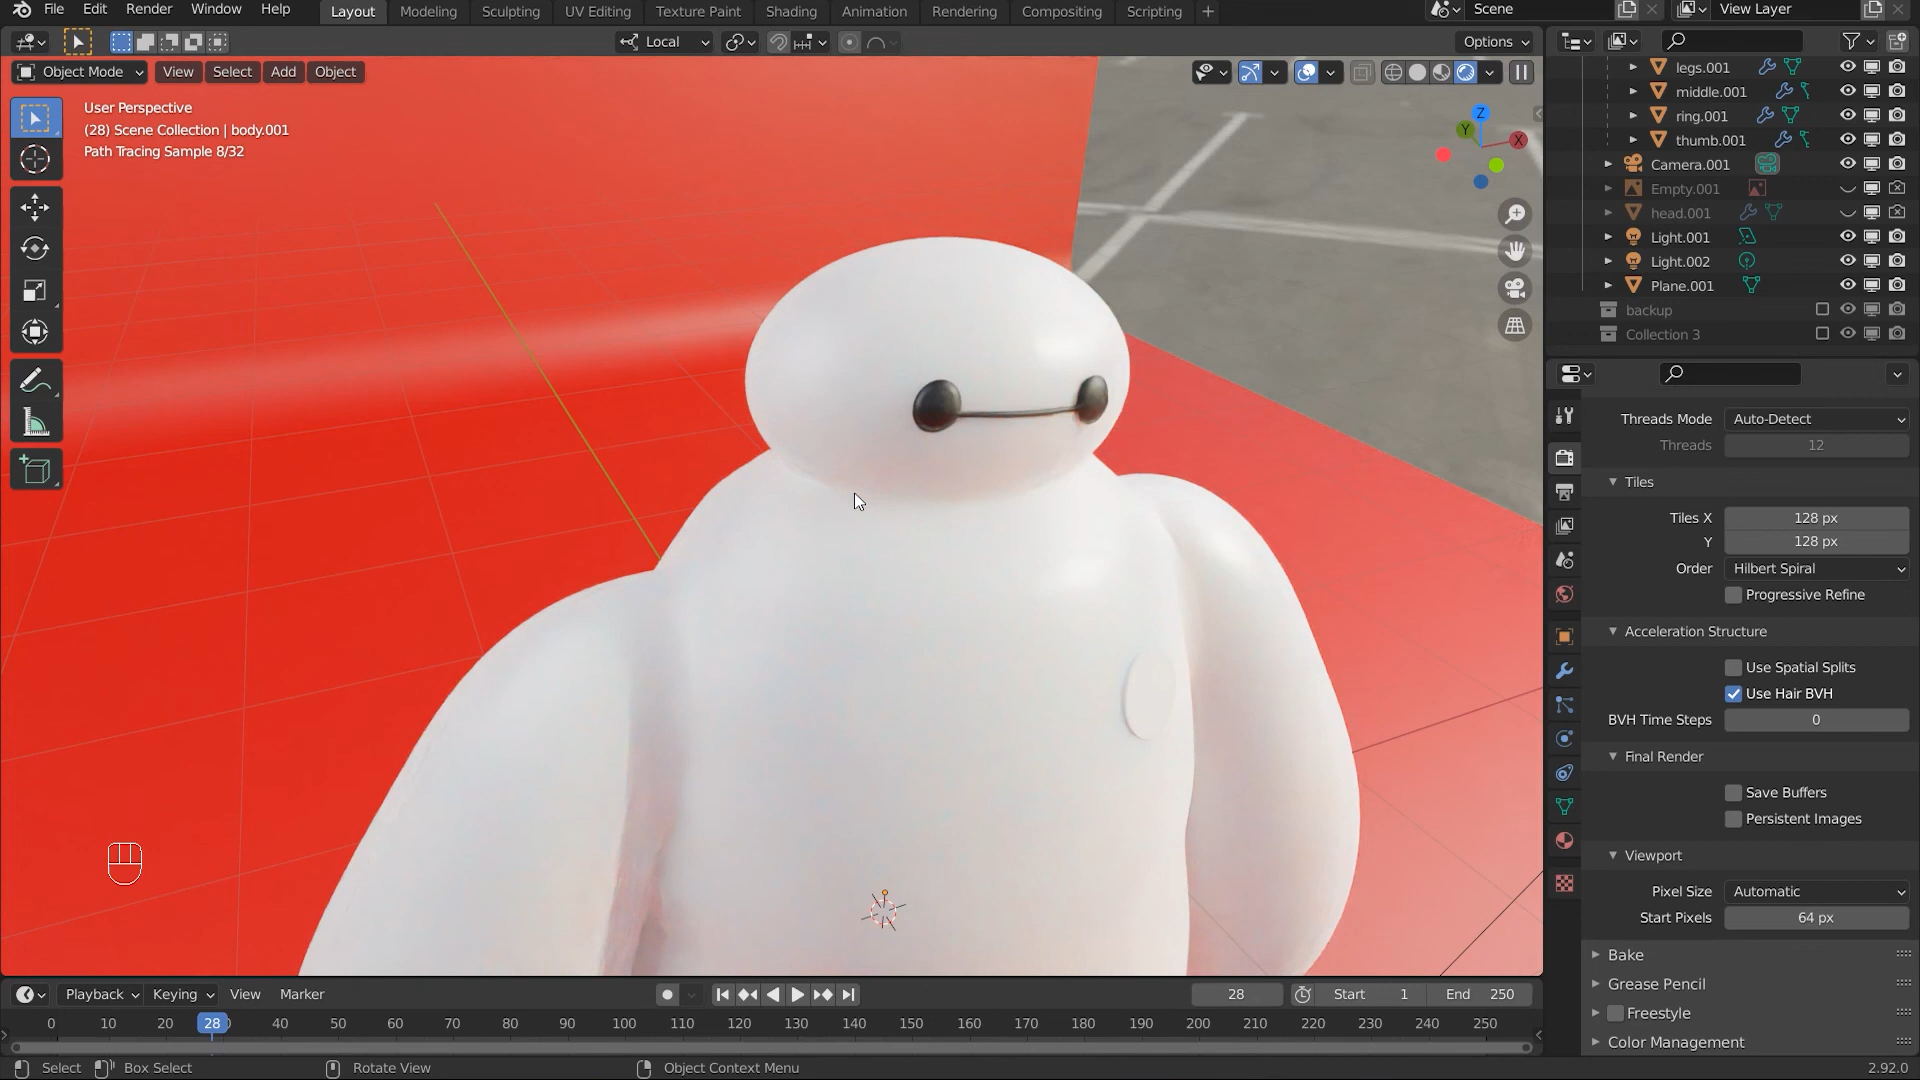 File Edit Render Window Help Layout Modeling Sculpting UV Editing Texture Paint Shading Animation Rendering Compositing Scripting + Scene View Layer
Local Options
Object Mode View Select Add Object
User Perspective
(28) Scene Collection | body.001
Path Tracing Sample 8/32
Z
Y
X
legs.001
middle.001
ring.001
thumb.001
Camera.001
Empty.001
head.001
Light.001
Light.002
Plane.001
backup
Collection 3
Threads Mode Auto-Detect
Threads 12
Tiles
Tiles X 128 px
Y 128 px
Order Hilbert Spiral
Progressive Refine
Acceleration Structure
Use Spatial Splits
Use Hair BVH
BVH Time Steps 0
Final Render
Save Buffers
Persistent Images
Viewport
Pixel Size Automatic
Start Pixels 64 px
Bake
Grease Pencil
Freestyle
Color Management
Playback Keying View Marker 28 Start 1 End 250
0 10 20 28 40 50 60 70 80 90 100 110 120 130 140 150 160 170 180 190 200 210 220 230 240 250
Select Box Select Rotate View Object Context Menu 2.92.0